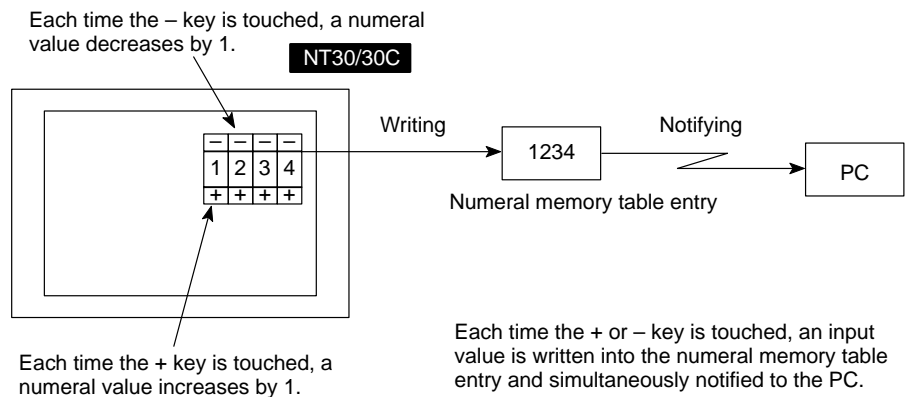 Each time the – key is touched, a numeral
value decreases by 1.
NT30/30C
– – – –
1 2 3 4
+ + + +
Writing
1234
Notifying
PC
Numeral memory table entry
Each time the + key is touched, a
numeral value increases by 1.
Each time the + or – key is touched, an input
value is written into the numeral memory table
entry and simultaneously notified to the PC.